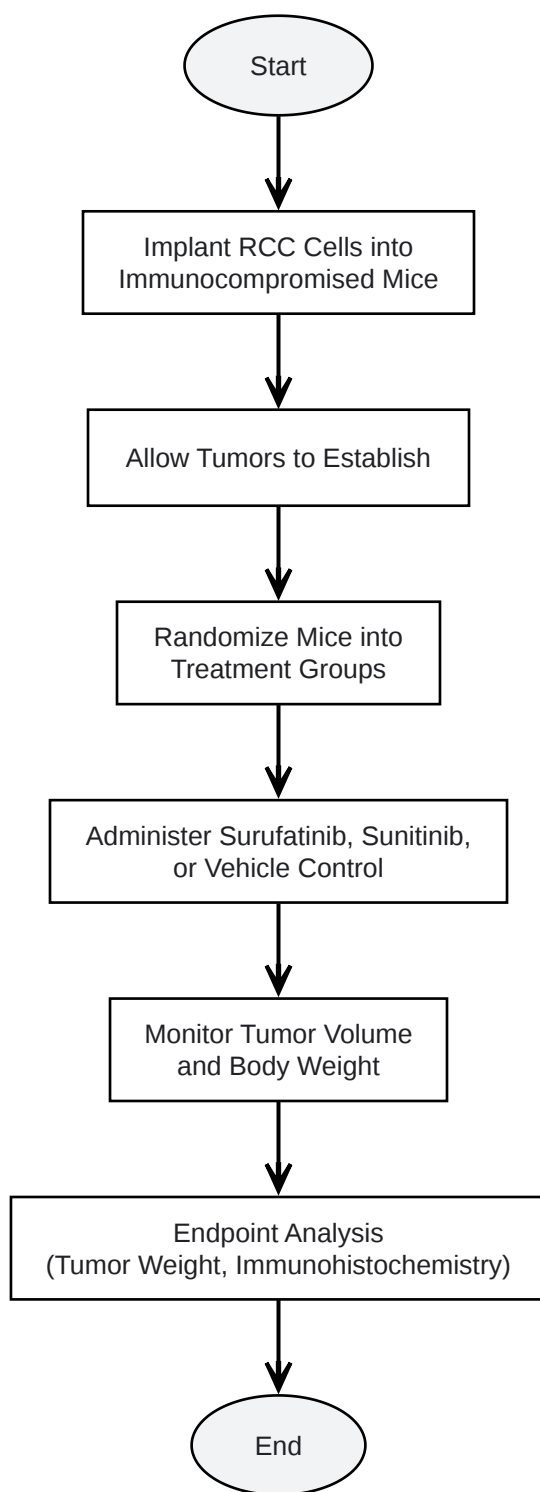 Start
Implant RCC Cells into
Immunocompromised Mice
Allow Tumors to Establish
Randomize Mice into
Treatment Groups
Administer Surufatinib, Sunitinib,
or Vehicle Control
Monitor Tumor Volume
and Body Weight
Endpoint Analysis
(Tumor Weight, Immunohistochemistry)
End